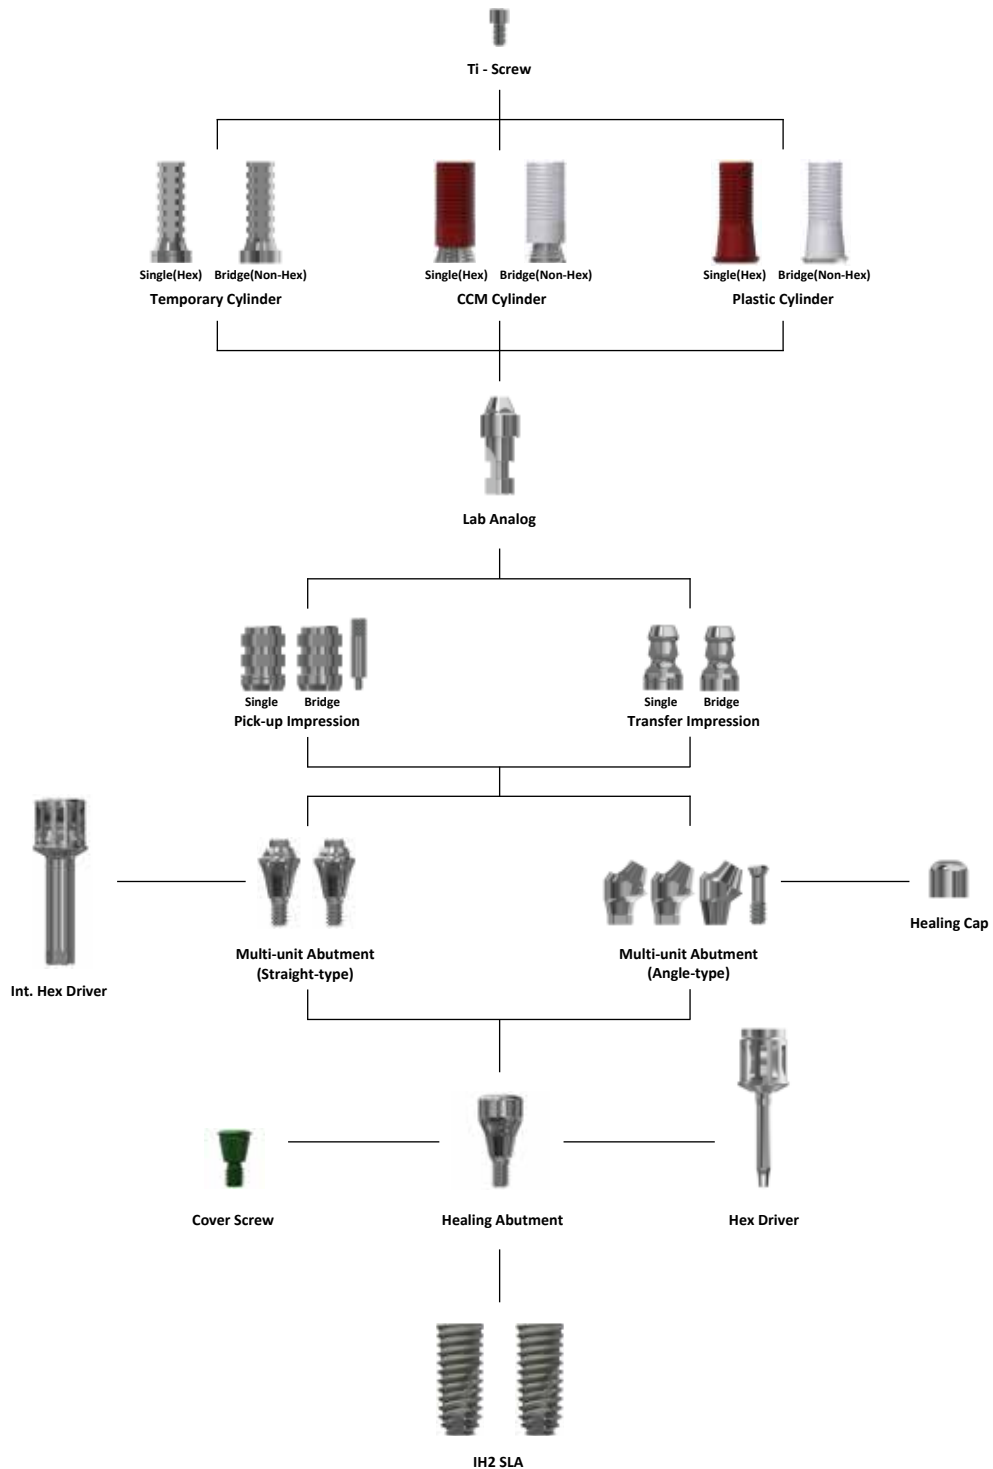 Ti - Screw
Single(Hex) Bridge(Non-Hex)
Temporary Cylinder
Single(Hex) Bridge(Non-Hex)
CCM Cylinder
Single(Hex) Bridge(Non-Hex)
Plastic Cylinder
Lab Analog
Single Bridge
Pick-up Impression
Single Bridge
Transfer Impression
Int. Hex Driver
Multi-unit Abutment
(Straight-type)
Multi-unit Abutment
(Angle-type)
Healing Cap
Cover Screw
Healing Abutment
Hex Driver
IH2 SLA